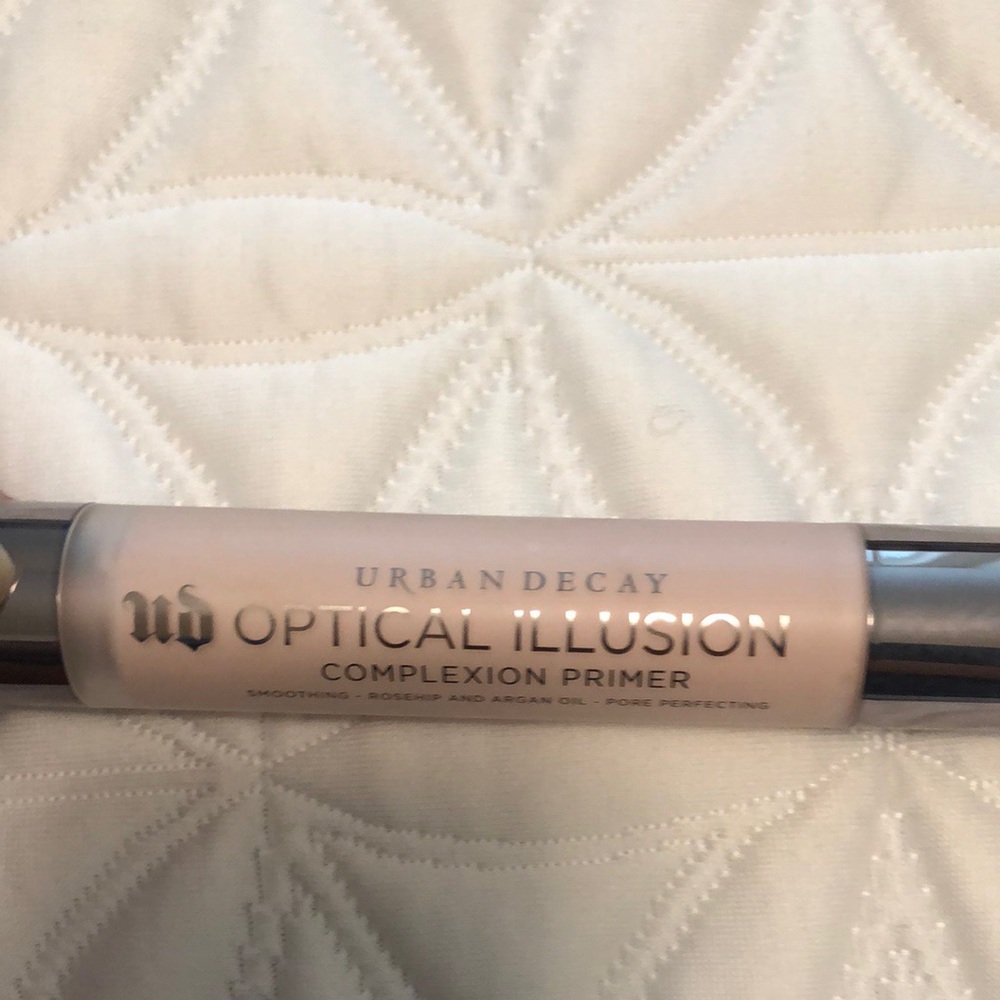 URBAN DECAY
UD OPTICAL ILLUSION
COMPLEXION PRIMER
SMOOTHING - ROSEHIP AND ARGAN OIL - PORE PERFECTING